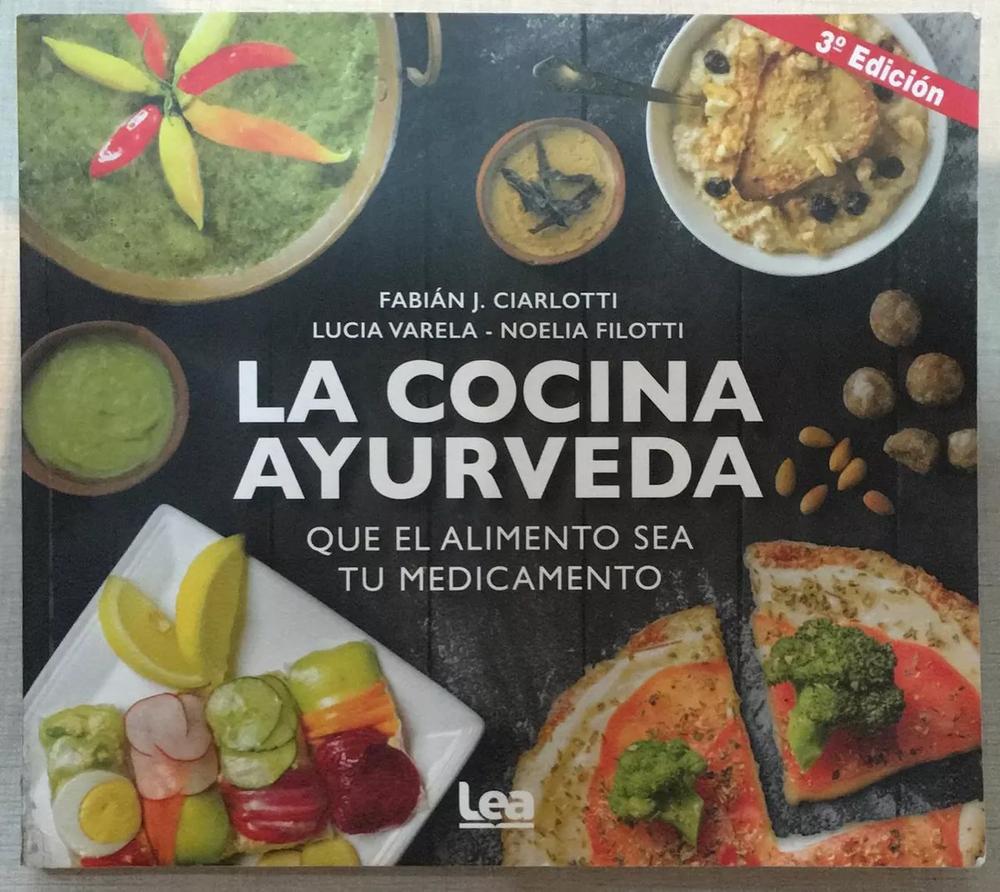 3º Edición
FABIÁN J. CIARLOTTI
LUCIA VARELA - NOELIA FILOTTI
LA COCINA
AYURVEDA
QUE EL ALIMENTO SEA
TU MEDICAMENTO
Lea